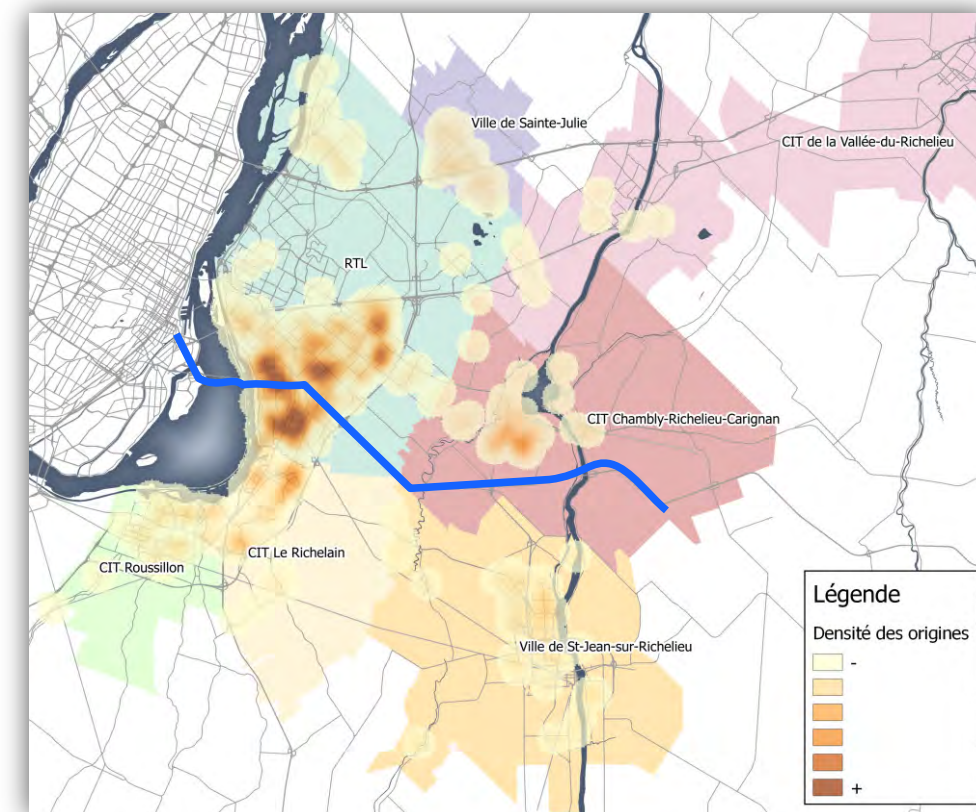 Ville de Sainte-Julie
CIT de la Vallée-du-Richelieu
RTL
CIT Chambly-Richelieu-Carignan
CIT Le Richelain
CIT Roussillon
Ville de St-Jean-sur-Richelieu
Légende
Densité des origines
-
+